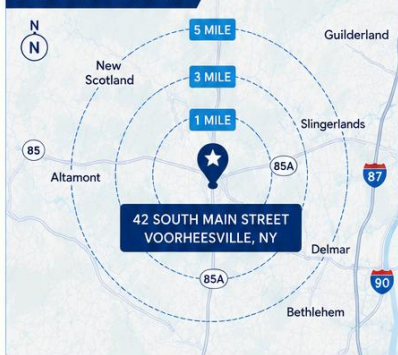 5 MILE
N
N
Guilderland
New
Scotland
3 MILE
1 MILE
Slingerlands
85
85A
Altamont
87
42 SOUTH MAIN STREET
VOORHEESVILLE, NY
Delmar
85A
90
Bethlehem